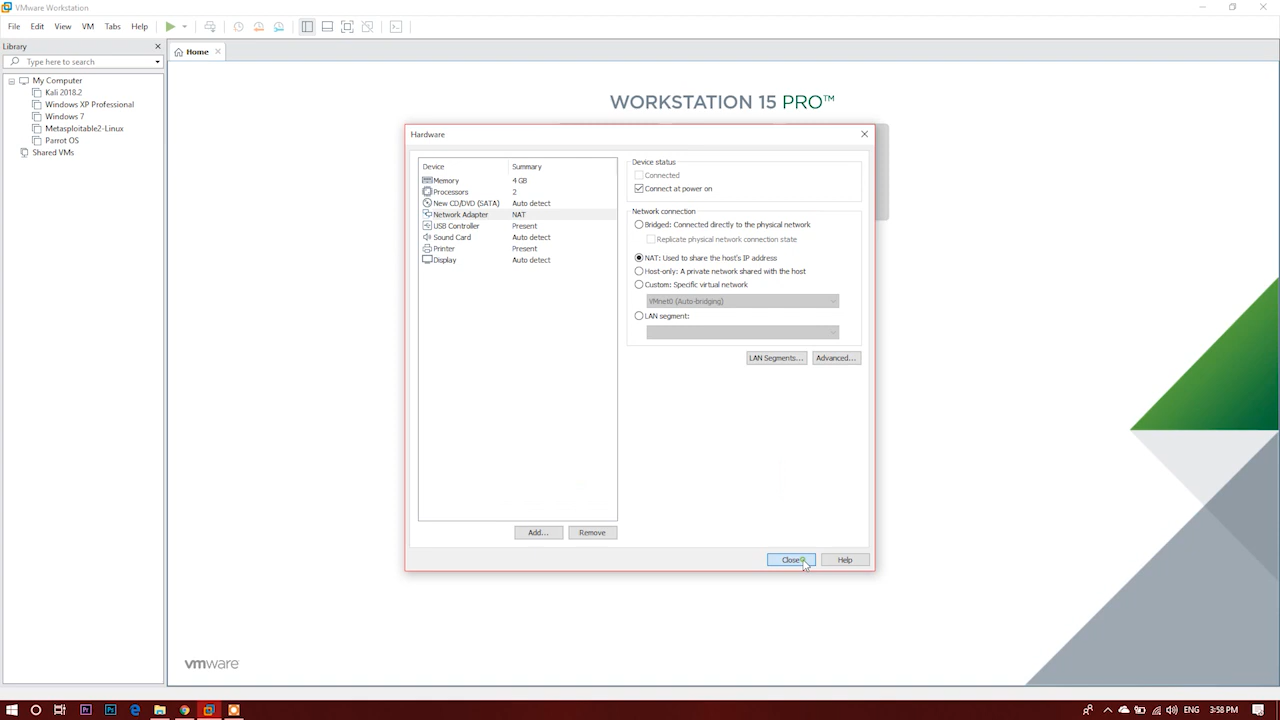 VMware Workstation
File Edit View VM Tabs Help
Library
Type here to search
My Computer
Kali 2018.2
Windows XP Professional
Windows 7
Metasploitable2-Linux
Parrot OS
Shared VMs
Home
WORKSTATION 15 PRO™
Hardware
Device Summary
Memory 4 GB
Processors 2
New CD/DVD (SATA) Auto detect
Network Adapter NAT
USB Controller Present
Sound Card Auto detect
Printer Present
Display Auto detect
Add... Remove
Device status
Connected
Connect at power on
Network connection
Bridged: Connected directly to the physical network
Replicate physical network connection state
NAT: Used to share the host's IP address
Host-only: A private network shared with the host
Custom: Specific virtual network
VMnet0 (Auto-bridging)
LAN segment:
LAN Segments... Advanced...
Close Help
vmware
Pr Ps ENG 3:58 PM